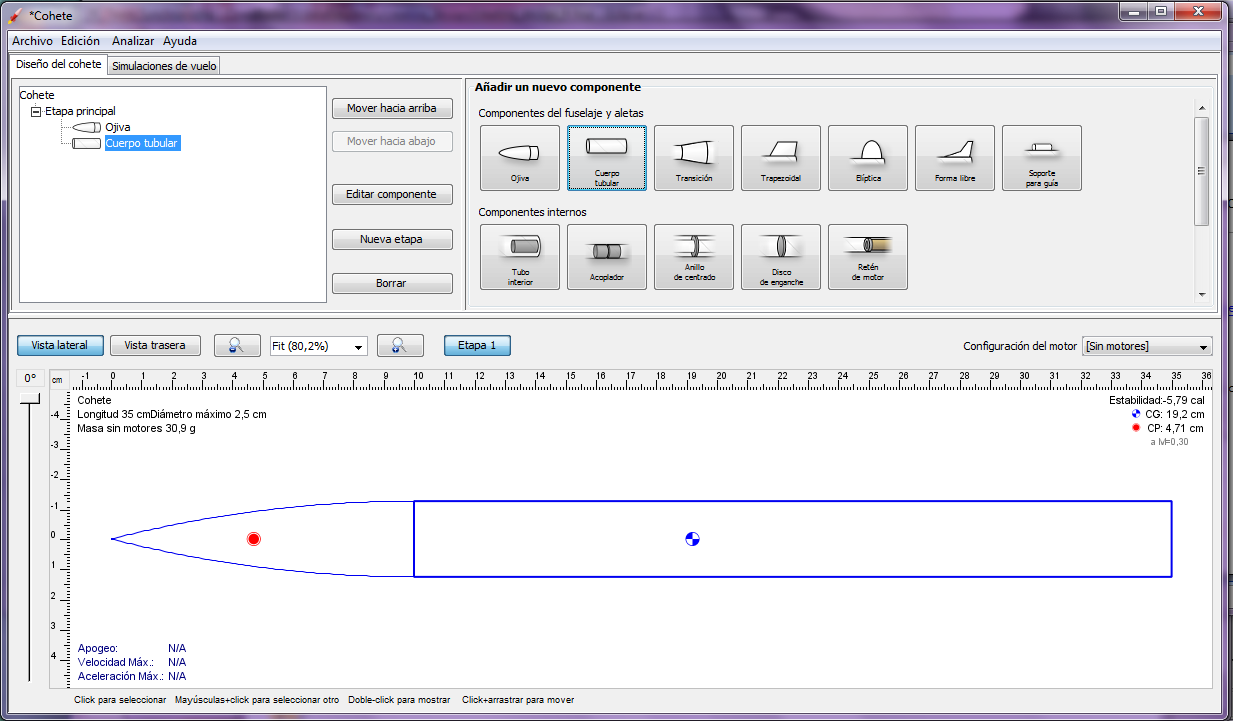 *Cohete
Archivo Edición Analizar Ayuda
Diseño del cohete Simulaciones de vuelo
Cohete
Etapa principal
Ojiva
Cuerpo tubular
Mover hacia arriba
Mover hacia abajo
Editar componente
Nueva etapa
Borrar
Añadir un nuevo componente
Componentes del fuselaje y aletas
Ojiva
Cuerpo
tubular
Transición
Trapezoidal
Elíptica
Forma libre
Soporte
para guía
Componentes internos
Tubo
interior
Acoplador
Anillo
de centrado
Disco
de enganche
Retén
de motor
Vista lateral Vista trasera Fit (80,2%) Etapa 1 Configuración del motor [Sin motores]
0° cm -1 0 1 2 3 4 5 6 7 8 9 10 11 12 13 14 15 16 17 18 19 20 21 22 23 24 25 26 27 28 29 30 31 32 33 34 35 36
-4
-3
-2
-1
0
1
2
3
4
Cohete
Longitud 35 cmDiámetro máximo 2,5 cm
Masa sin motores 30,9 g
Estabilidad:-5,79 cal
CG: 19,2 cm
CP: 4,71 cm
a M=0,30
Apogeo: N/A
Velocidad Máx.: N/A
Aceleración Máx.: N/A
Click para seleccionar Mayúsculas+click para seleccionar otro Doble-click para mostrar Click+arrastrar para mover